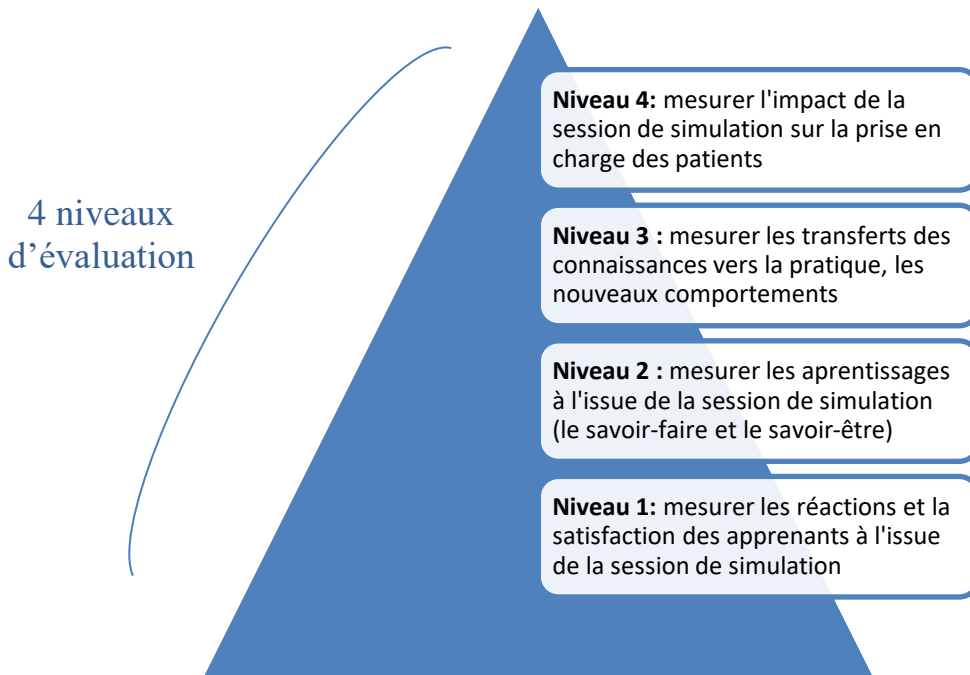 4 niveaux
d’évaluation
Niveau 4: mesurer l'impact de la
session de simulation sur la prise en
charge des patients
Niveau 3 : mesurer les transferts des
connaissances vers la pratique, les
nouveaux comportements
Niveau 2 : mesurer les aprentissages
à l'issue de la session de simulation
(le savoir-faire et le savoir-être)
Niveau 1: mesurer les réactions et la
satisfaction des apprenants à l'issue
de la session de simulation